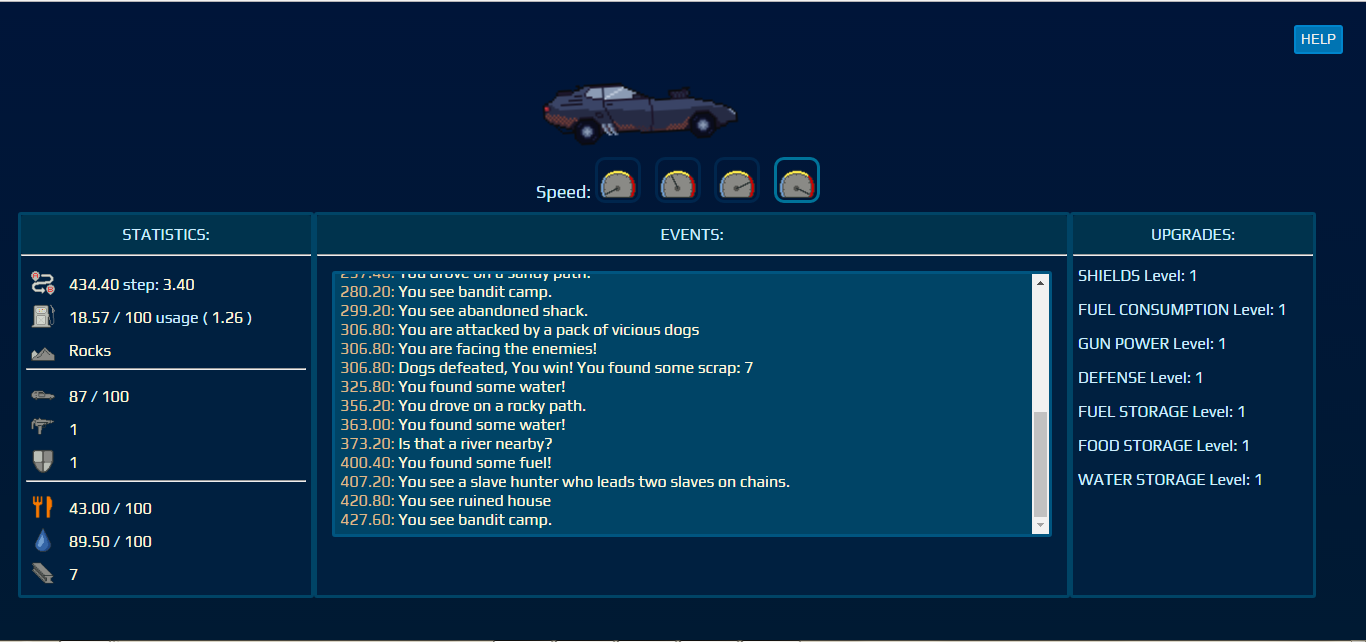 HELP
Speed:
STATISTICS:
434.40 step: 3.40
18.57 / 100 usage ( 1.26 )
Rocks
87 / 100
1
1
43.00 / 100
89.50 / 100
7
EVENTS:
257.40: You drove on a sandy path.
280.20: You see bandit camp.
299.20: You see abandoned shack.
306.80: You are attacked by a pack of vicious dogs
306.80: You are facing the enemies!
306.80: Dogs defeated, You win! You found some scrap: 7
325.80: You found some water!
356.20: You drove on a rocky path.
363.00: You found some water!
373.20: Is that a river nearby?
400.40: You found some fuel!
407.20: You see a slave hunter who leads two slaves on chains.
420.80: You see ruined house
427.60: You see bandit camp.
UPGRADES:
SHIELDS Level: 1
FUEL CONSUMPTION Level: 1
GUN POWER Level: 1
DEFENSE Level: 1
FUEL STORAGE Level: 1
FOOD STORAGE Level: 1
WATER STORAGE Level: 1